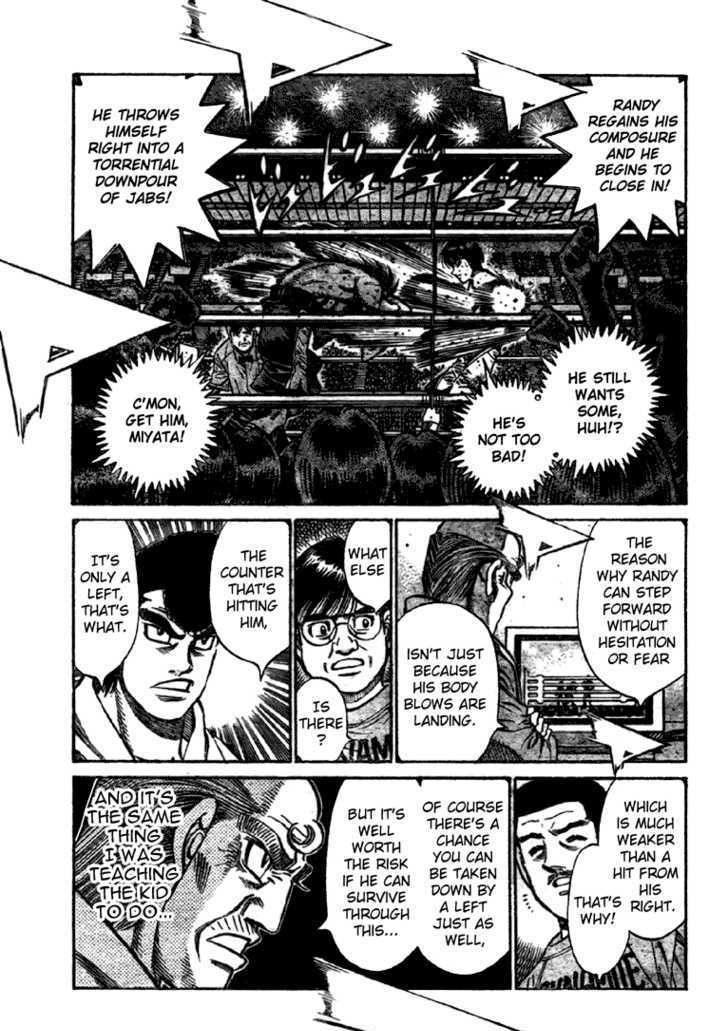 RANDY
REGAINS HIS
COMPOSURE
AND HE
BEGINS TO
CLOSE IN!
HE THROWS
HIMSELF
RIGHT INTO A
TORRENTIAL
DOWNPOUR
OF JABS!
HE STILL
WANTS
SOME,
HUH!?
HE'S
NOT TOO
BAD!
C'MON,
GET HIM,
MIYATA!
THE
REASON
WHY RANDY
CAN STEP
FORWARD
WITHOUT
HESITATION
OR FEAR
ISN'T JUST
BECAUSE
HIS BODY
BLOWS ARE
LANDING.
WHAT
ELSE
IS
THERE?
THE
COUNTER
THAT'S
HITTING
HIM,
IT'S
ONLY A
LEFT,
THAT'S
WHAT.
WHICH
IS MUCH
WEAKER
THAN A
HIT FROM
HIS
RIGHT.
THAT'S
WHY!
OF COURSE
THERE'S A
CHANCE
YOU CAN
BE TAKEN
DOWN BY
A LEFT
JUST AS
WELL,
BUT IT'S
WELL
WORTH
THE RISK
IF HE CAN
SURVIVE
THROUGH
THIS...
AND IT'S
THE SAME
THING
I WAS
TEACHING
THE KID
TO DO...